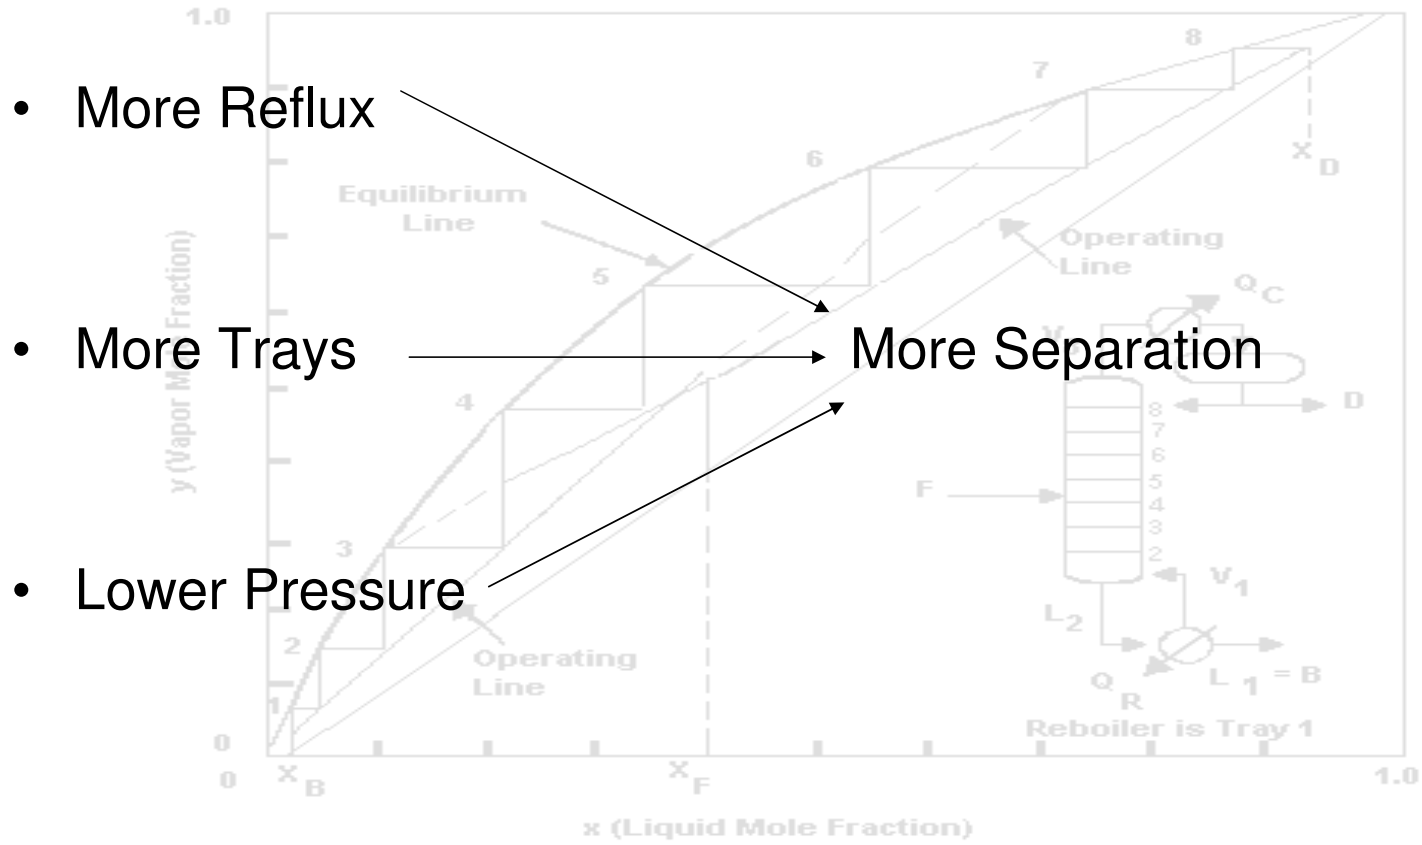 1.0
8
7
• More Reflux
6
X D
Equilibrium
Line
Operating
Line
5
Q C
y (Vapor Mole Fraction)
• More Trays
More Separation
4
D
8
7
6
F
5
4
3
2
3
• Lower Pressure
V 1
L 2
2
Operating
Line
Q R
L 1 = B
1
Reboiler is Tray 1
0
0
X B
X F
1.0
x (Liquid Mole Fraction)